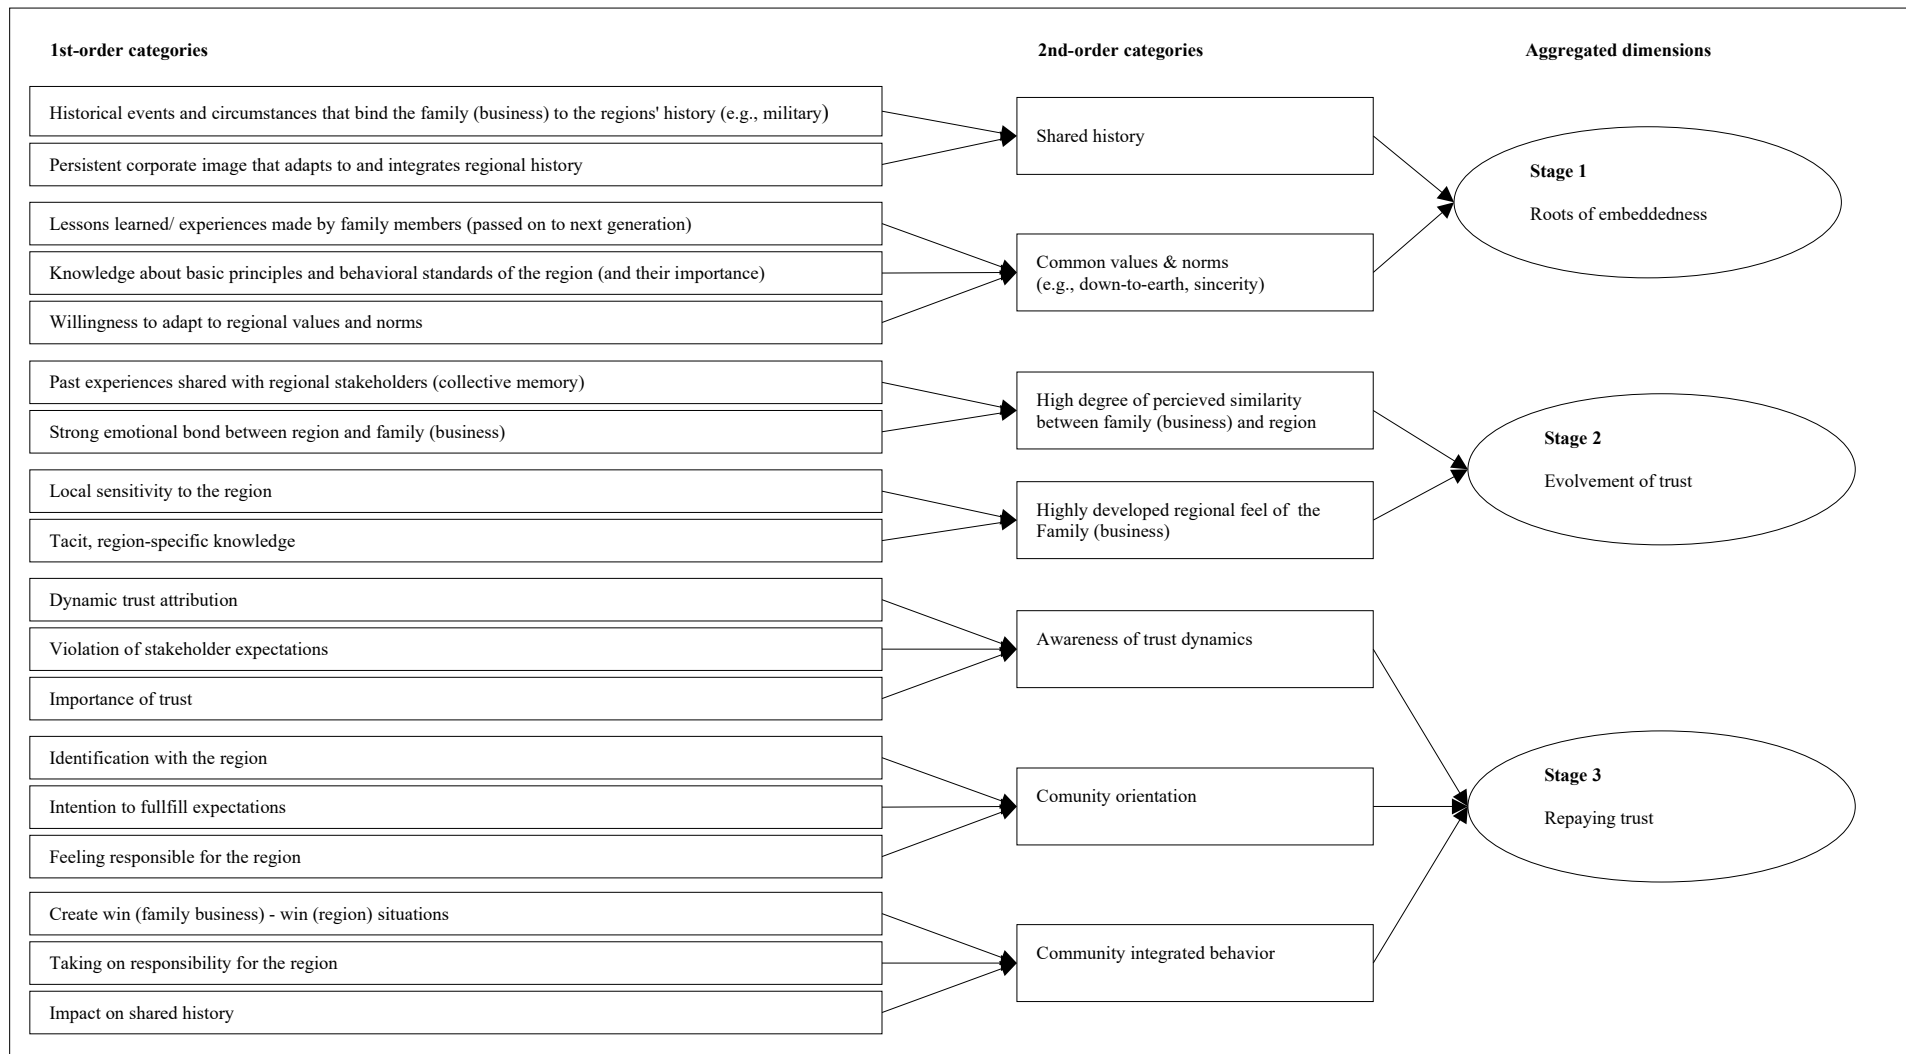 1st-order categories
2nd-order categories
Aggregated dimensions
Historical events and circumstances that bind the family (business) to the regions' history (e.g., military)
Persistent corporate image that adapts to and integrates regional history
Shared history
Lessons learned/ experiences made by family members (passed on to next generation)
Knowledge about basic principles and behavioral standards of the region (and their importance)
Willingness to adapt to regional values and norms
Common values & norms
(e.g., down-to-earth, sincerity)
Stage 1
Roots of embeddedness
Past experiences shared with regional stakeholders (collective memory)
Strong emotional bond between region and family (business)
High degree of percieved similarity
between family (business) and region
Local sensitivity to the region
Tacit, region-specific knowledge
Highly developed regional feel of  the
Family (business)
Stage 2
Evolvement of trust
Dynamic trust attribution
Violation of stakeholder expectations
Importance of trust
Awareness of trust dynamics
Identification with the region
Intention to fullfill expectations
Feeling responsible for the region
Comunity orientation
Create win (family business) - win (region) situations
Taking on responsibility for the region
Impact on shared history
Community integrated behavior
Stage 3
Repaying trust